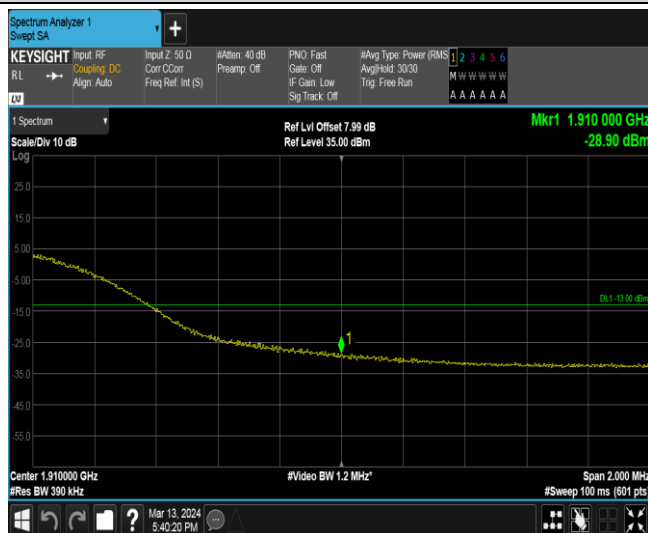 Spectrum Analyzer 1
Swept SA
+
KEYSIGHT
RL
LXI
Input: RF
Coupling: DC
Align: Auto
Input Z: 50 Ω
Corr CCorr
Freq Ref: Int (S)
#Atten: 40 dB
Preamp: Off
PNO: Fast
Gate: Off
IF Gain: Low
Sig Track: Off
#Avg Type: Power (RMS
Avg|Hold: 30/30
Trig: Free Run
1 2 3 4 5 6
M W W W W W
A A A A A A
1 Spectrum
Scale/Div 10 dB
Ref Lvl Offset 7.99 dB
Ref Level 35.00 dBm
Mkr1 1.910 000 GHz
-28.90 dBm
Log
25.0
15.0
5.00
-5.00
-15.0
-25.0
-35.0
-45.0
-55.0
DL1 -13.00 dBm
1
Center 1.910000 GHz
#Res BW 390 kHz
#Video BW 1.2 MHz*
Span 2.000 MHz
#Sweep 100 ms (601 pts)
?
Mar 13, 2024
5:40:20 PM